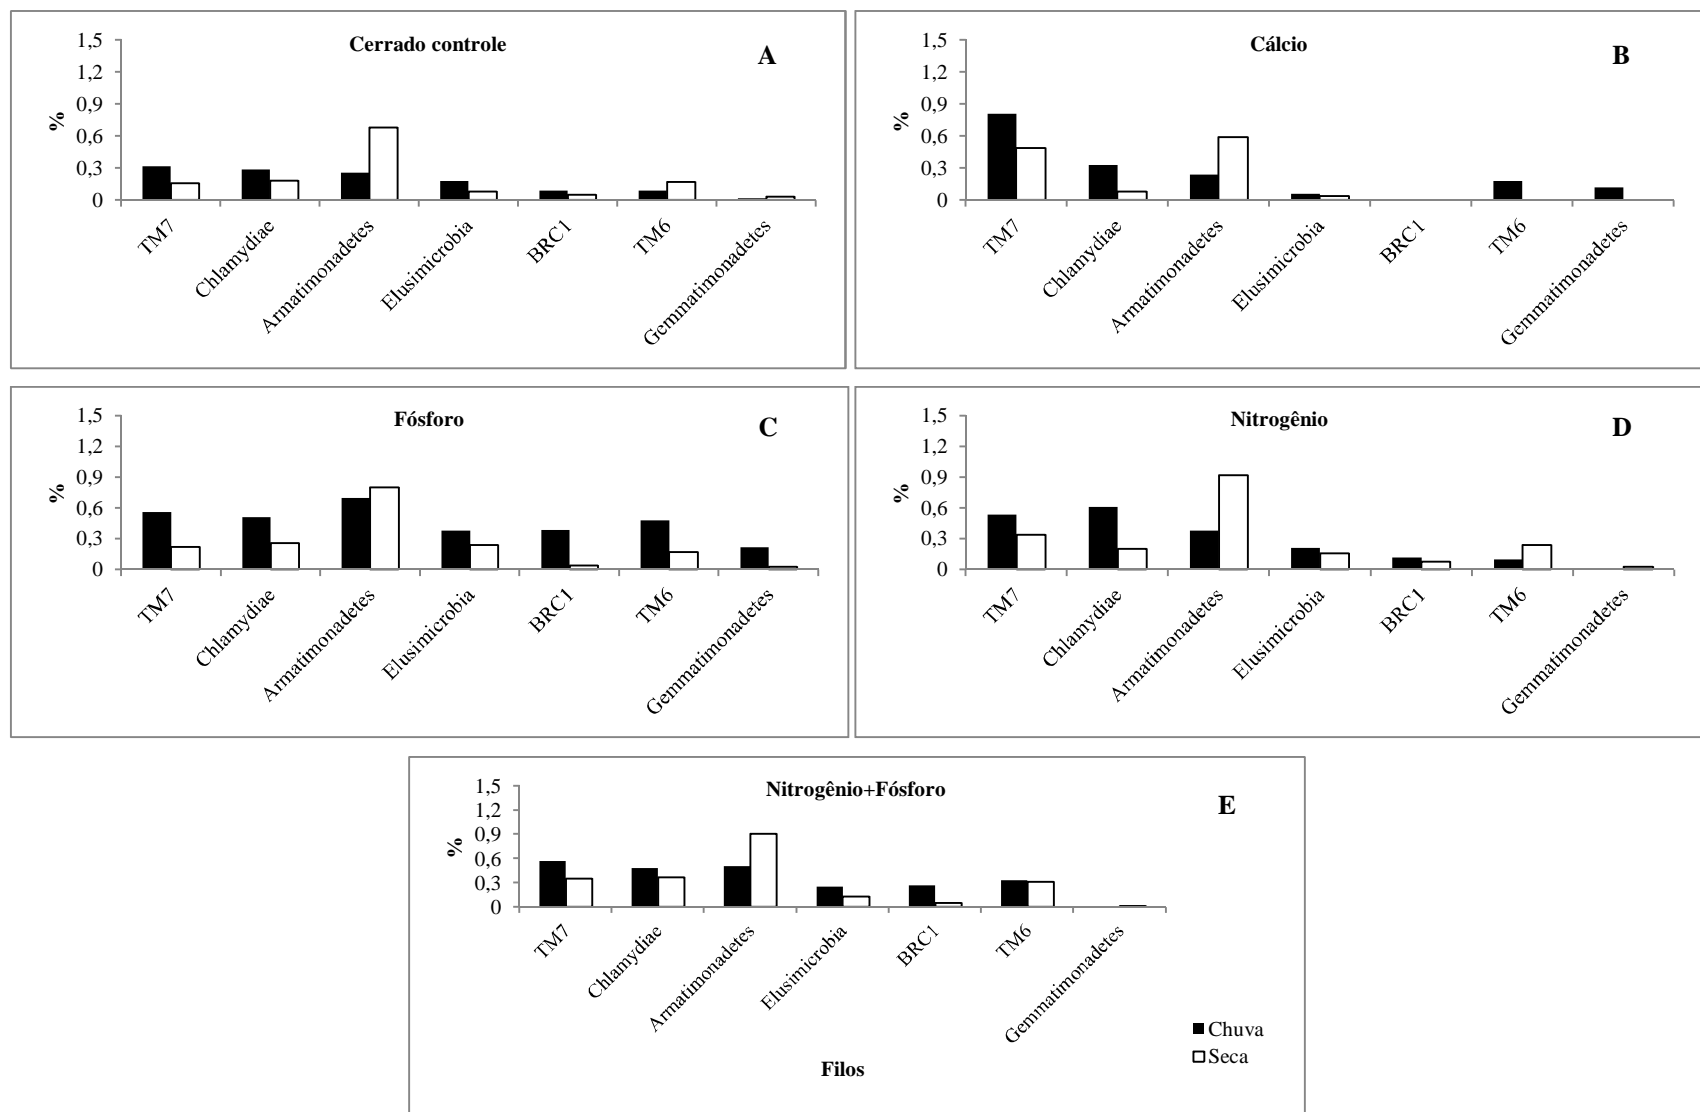 Cerrado controle
A
1,5
1,2
0,9
0,6
0,3
0
%
TM7
Chlamydiae
Armatimonadetes
Elusimicrobia
BRC1
TM6
Gemmatimonadetes
Cálcio
B
1,5
1,2
0,9
0,6
0,3
0
%
TM7
Chlamydiae
Armatimonadetes
Elusimicrobia
BRC1
TM6
Gemmatimonadetes
Fósforo
C
1,5
1,2
0,9
0,6
0,3
0
%
TM7
Chlamydiae
Armatimonadetes
Elusimicrobia
BRC1
TM6
Gemmatimonadetes
Nitrogênio
D
1,5
1,2
0,9
0,6
0,3
0
%
TM7
Chlamydiae
Armatimonadetes
Elusimicrobia
BRC1
TM6
Gemmatimonadetes
Nitrogênio+Fósforo
E
1,5
1,2
0,9
0,6
0,3
0
%
TM7
Chlamydiae
Armatimonadetes
Elusimicrobia
BRC1
TM6
Gemmatimonadetes
Chuva
Seca
Filos